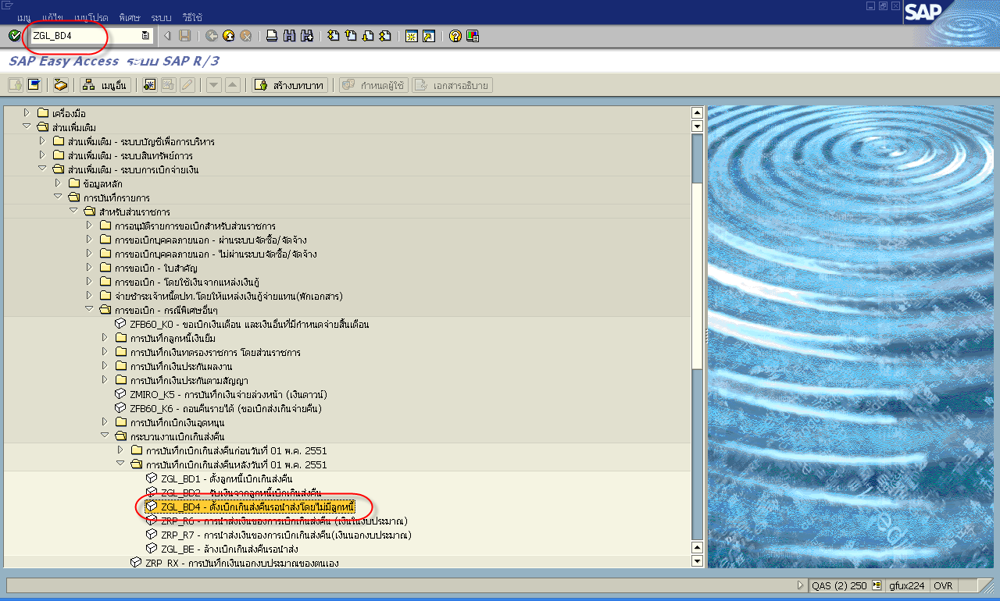 เมนู แก้ไข เมนูโปรด พิเศษ ระบบ วิธีใช้
SAP
ZGL_BD4
SAP Easy Access ระบบ SAP R/3
เมนูอื่น สร้างบทบาท กำหนดผู้ใช้ เอกสารอธิบาย
เครื่องมือ
ส่วนเพิ่มเติม
ส่วนเพิ่มเติม - ระบบบัญชีเพื่อการบริหาร
ส่วนเพิ่มเติม - ระบบสินทรัพย์ถาวร
ส่วนเพิ่มเติม - ระบบการเบิกจ่ายเงิน
ข้อมูลหลัก
การบันทึกรายการ
สำหรับส่วนราชการ
การอนุมัติรายการขอเบิกสำหรับส่วนราชการ
การขอเบิกบุคคลภายนอก - ผ่านระบบจัดซื้อ/จัดจ้าง
การขอเบิกบุคคลภายนอก - ไม่ผ่านระบบจัดซื้อ/จัดจ้าง
การขอเบิก - ใบสำคัญ
การขอเบิก - โดยใช้เงินจากแหล่งเงินกู้
จ่ายชำระเจ้าหนี้ตปท.โดยให้แหล่งเงินกู้จ่ายแทน(พักเอกสาร)
การขอเบิก - กรณีพิเศษอื่นๆ
ZFB60_K0 - ขอเบิกเงินเดือน และเงินอื่นที่มีกำหนดจ่ายสิ้นเดือน
การบันทึกลูกหนี้เงินยืม
การบันทึกเงินทดรองราชการ โดยส่วนราชการ
การบันทึกเงินประกันผลงาน
การบันทึกเงินประกันตามสัญญา
ZMIRO_K5 - การบันทึกเงินจ่ายล่วงหน้า (เงินดาวน์)
ZFB60_K6 - ถอนคืนรายได้ (ขอเบิกส่งเกินจ่ายคืน)
การบันทึกเบิกเงินอุดหนุน
กระบวนงานเบิกเกินส่งคืน
การบันทึกเบิกเกินส่งคืนก่อนวันที่ 01 พ.ค. 2551
การบันทึกเบิกเกินส่งคืนหลังวันที่ 01 พ.ค. 2551
ZGL_BD1 - ตั้งลูกหนี้เบิกเกินส่งคืน
ZGL_BD2 - รับเงินจากลูกหนี้เบิกเกินส่งคืน
ZGL_BD4 - ตั้งเบิกเกินส่งคืนรอนำส่งโดยไม่มีลูกหนี้
ZRP_R6 - การนำส่งเงินของการเบิกเกินส่งคืน (เงินในงบประมาณ)
ZRP_R7 - การนำส่งเงินของการเบิกเกินส่งคืน(เงินนอกงบประมาณ)
ZGL_BE - ล้างเบิกเกินส่งคืนรอนำส่ง
ZRP_RX - การบันทึกเงินนอกงบประมาณของตนเอง
QAS (2) 250 gfux224 OVR